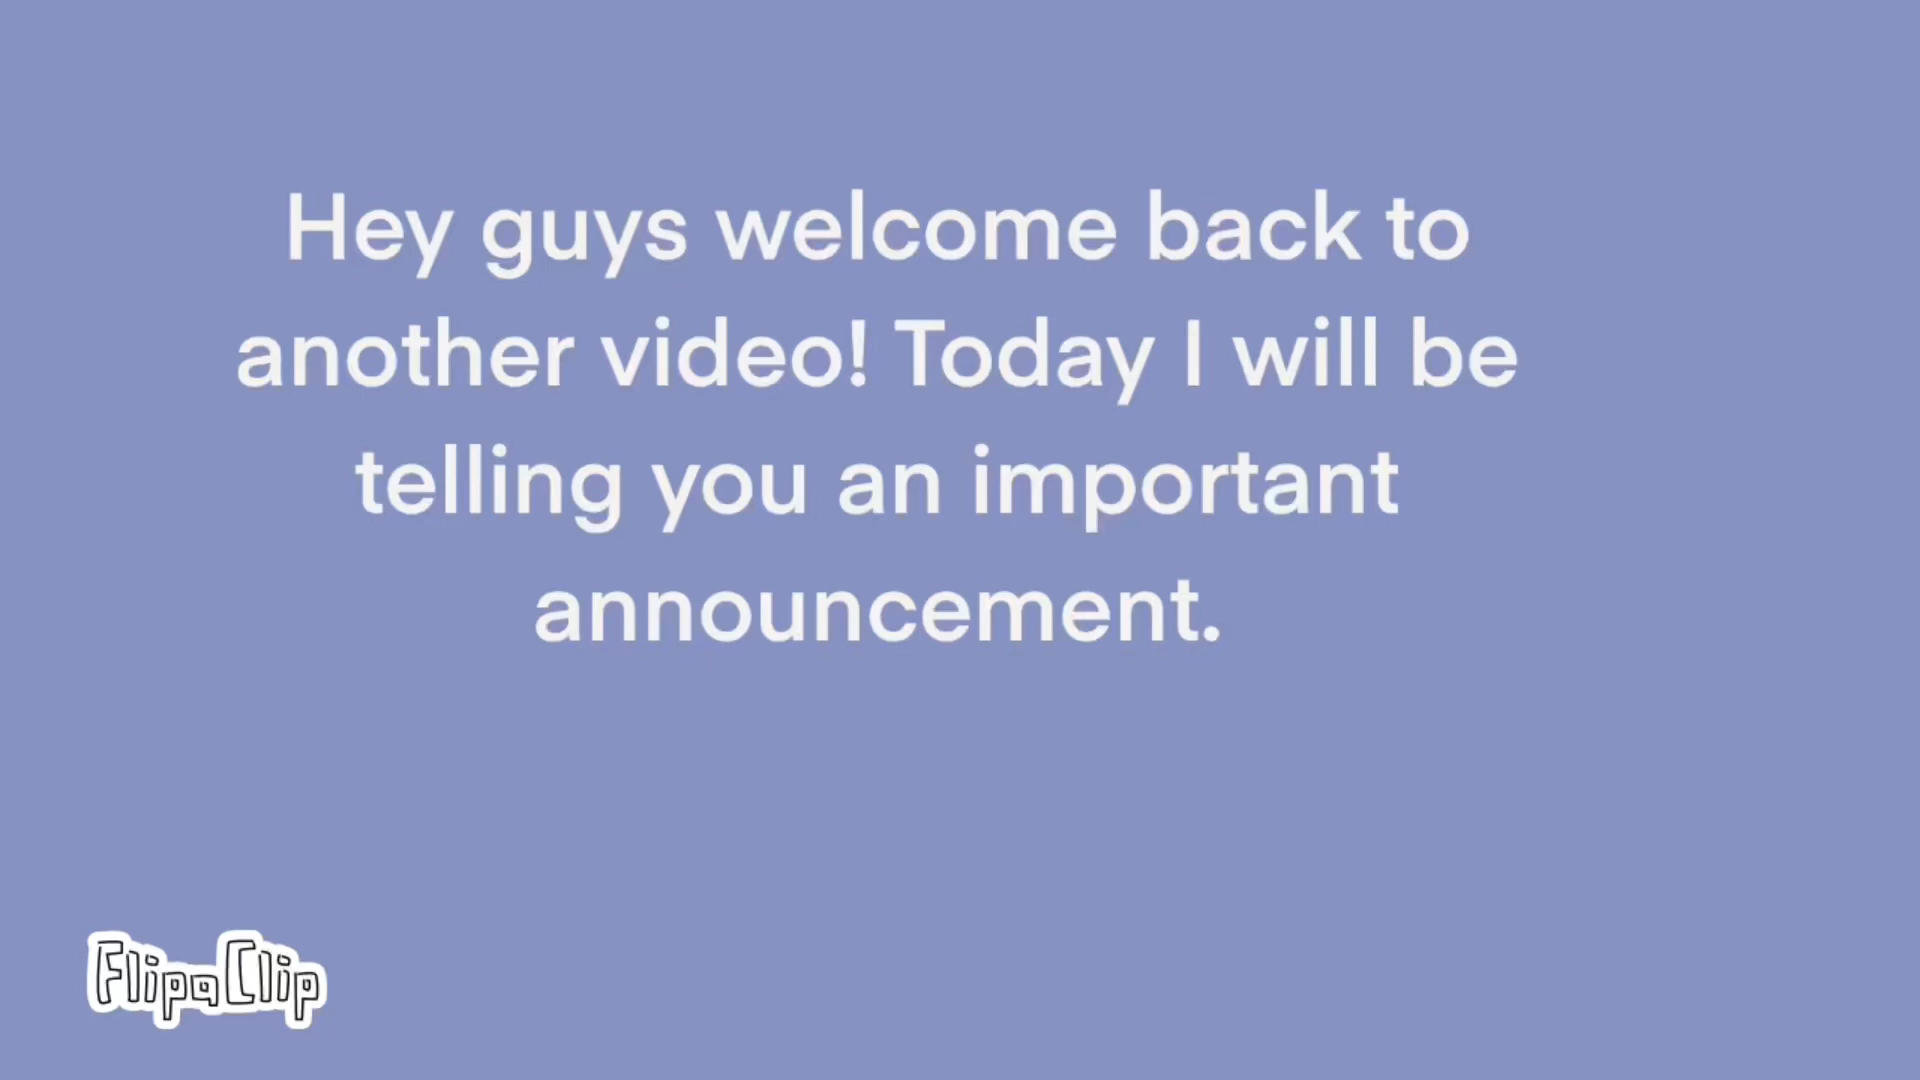 Hey guys welcome back to
another video! Today I will be
telling you an important
announcement.
FlipaClip